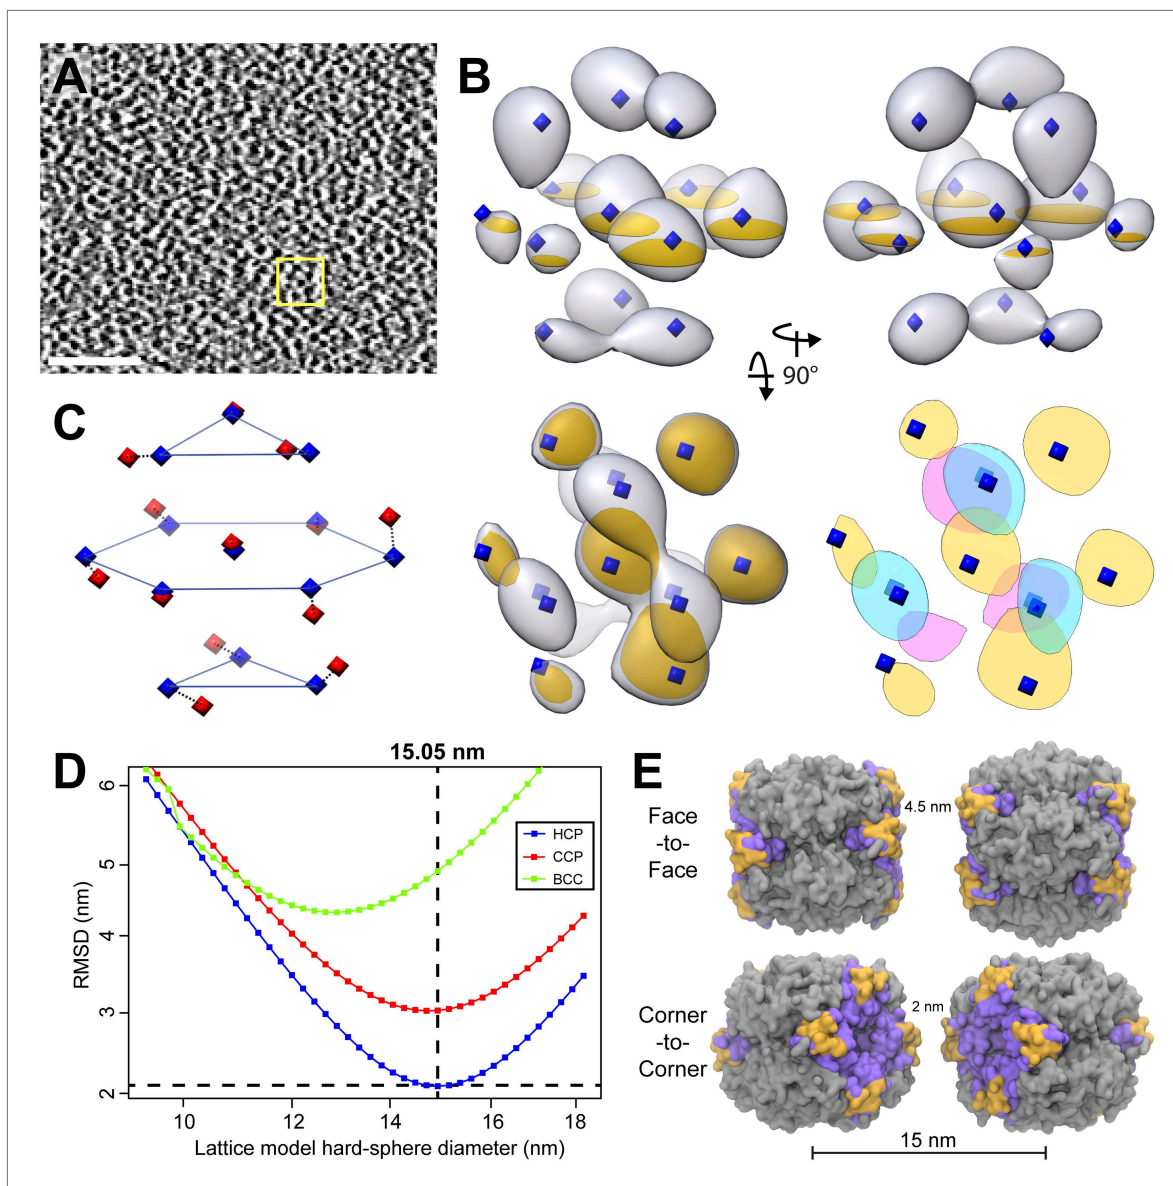 A
B
90°
C
D
15.05 nm
6
5
4
3
2
RMSD (nm)
HCP
CCP
BCC
10
12
14
16
18
Lattice model hard-sphere diameter (nm)
E
Face
-to-
Face
4.5 nm
Corner
-to-
Corner
2 nm
15 nm